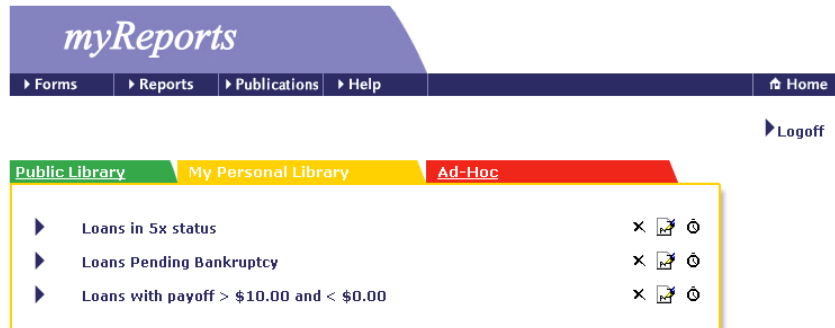 myReports
Forms Reports Publications Help Home
Logoff
Public Library My Personal Library Ad-Hoc
Loans in 5x status
Loans Pending Bankruptcy
Loans with payoff > $10.00 and < $0.00